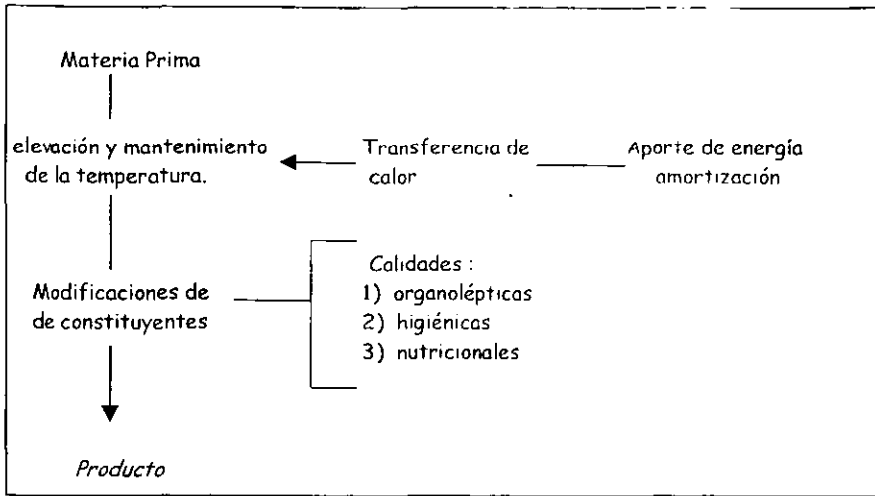 Materia Prima
elevación y mantenimiento
de la temperatura.
Transferencia de
calor
Aporte de energía
amortización
Modificaciones de
de constituyentes
Calidades :
1) organolépticas
2) higiénicas
3) nutricionales
Producto